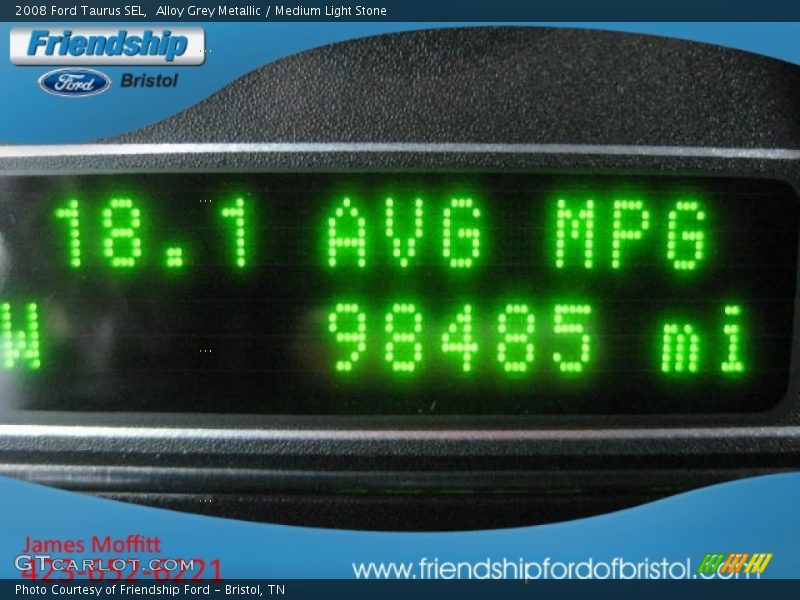 2008 Ford Taurus SEL, Alloy Grey Metallic / Medium Light Stone
Friendship
Ford Bristol
18.1 AVG MPG
W 98485 mi
James Moffitt
423-652-6221
GTCARLOT.COM
www.friendshipfordofbristol.com
Photo Courtesy of Friendship Ford - Bristol, TN